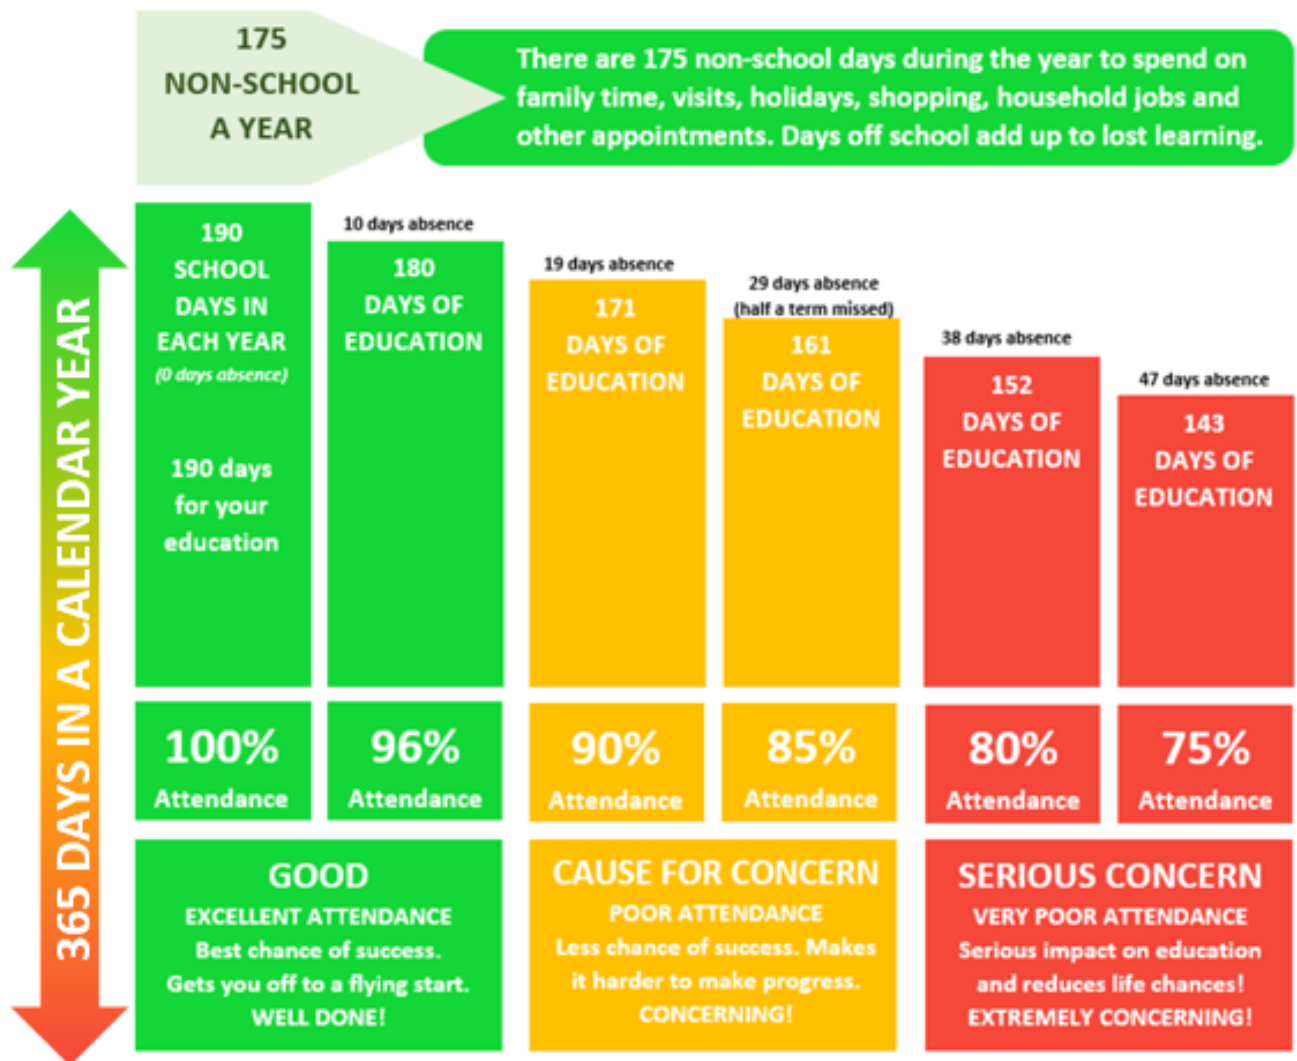 175
NON-SCHOOL
A YEAR
There are 175 non-school days during the year to spend on
family time, visits, holidays, shopping, household jobs and
other appointments. Days off school add up to lost learning.
365 DAYS IN A CALENDAR YEAR
190
SCHOOL
DAYS IN
EACH YEAR
(0 days absence)
190 days
for your
education
10 days absence
180
DAYS OF
EDUCATION
19 days absence
171
DAYS OF
EDUCATION
29 days absence
(half a term missed)
161
DAYS OF
EDUCATION
38 days absence
152
DAYS OF
EDUCATION
47 days absence
143
DAYS OF
EDUCATION
100%
Attendance
96%
Attendance
90%
Attendance
85%
Attendance
80%
Attendance
75%
Attendance
GOOD
EXCELLENT ATTENDANCE
Best chance of success.
Gets you off to a flying start.
WELL DONE!
CAUSE FOR CONCERN
POOR ATTENDANCE
Less chance of success. Makes
it harder to make progress.
CONCERNING!
SERIOUS CONCERN
VERY POOR ATTENDANCE
Serious impact on education
and reduces life chances!
EXTREMELY CONCERNING!